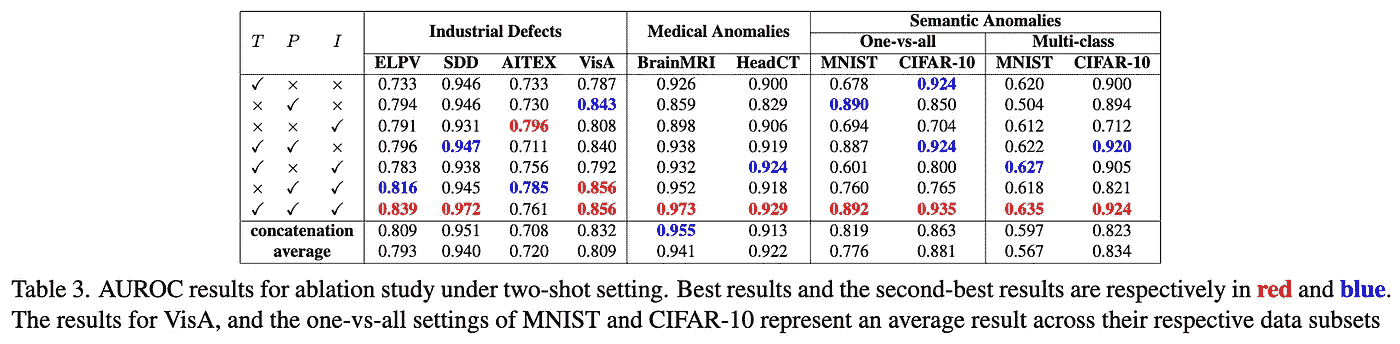 T P I Industrial Defects Medical Anomalies Semantic Anomalies
One-vs-all Multi-class
ELPV SDD AITEX VisA BrainMRI HeadCT MNIST CIFAR-10 MNIST CIFAR-10
✓ × × 0.733 0.946 0.733 0.787 0.926 0.900 0.678 0.924 0.620 0.900
× ✓ × 0.794 0.946 0.730 0.843 0.859 0.829 0.890 0.850 0.504 0.894
× × ✓ 0.791 0.931 0.796 0.808 0.898 0.906 0.694 0.704 0.612 0.712
✓ ✓ × 0.796 0.947 0.711 0.840 0.938 0.919 0.887 0.924 0.622 0.920
✓ × ✓ 0.783 0.938 0.756 0.792 0.932 0.924 0.601 0.800 0.627 0.905
× ✓ ✓ 0.816 0.945 0.785 0.856 0.952 0.918 0.760 0.765 0.618 0.821
✓ ✓ ✓ 0.839 0.972 0.761 0.856 0.973 0.929 0.892 0.935 0.635 0.924
concatenation 0.809 0.951 0.708 0.832 0.955 0.913 0.819 0.863 0.597 0.823
average 0.793 0.940 0.720 0.809 0.941 0.922 0.776 0.881 0.567 0.834
Table 3. AUROC results for ablation study under two-shot setting. Best results and the second-best results are respectively in red and blue.
The results for VisA, and the one-vs-all settings of MNIST and CIFAR-10 represent an average result across their respective data subsets